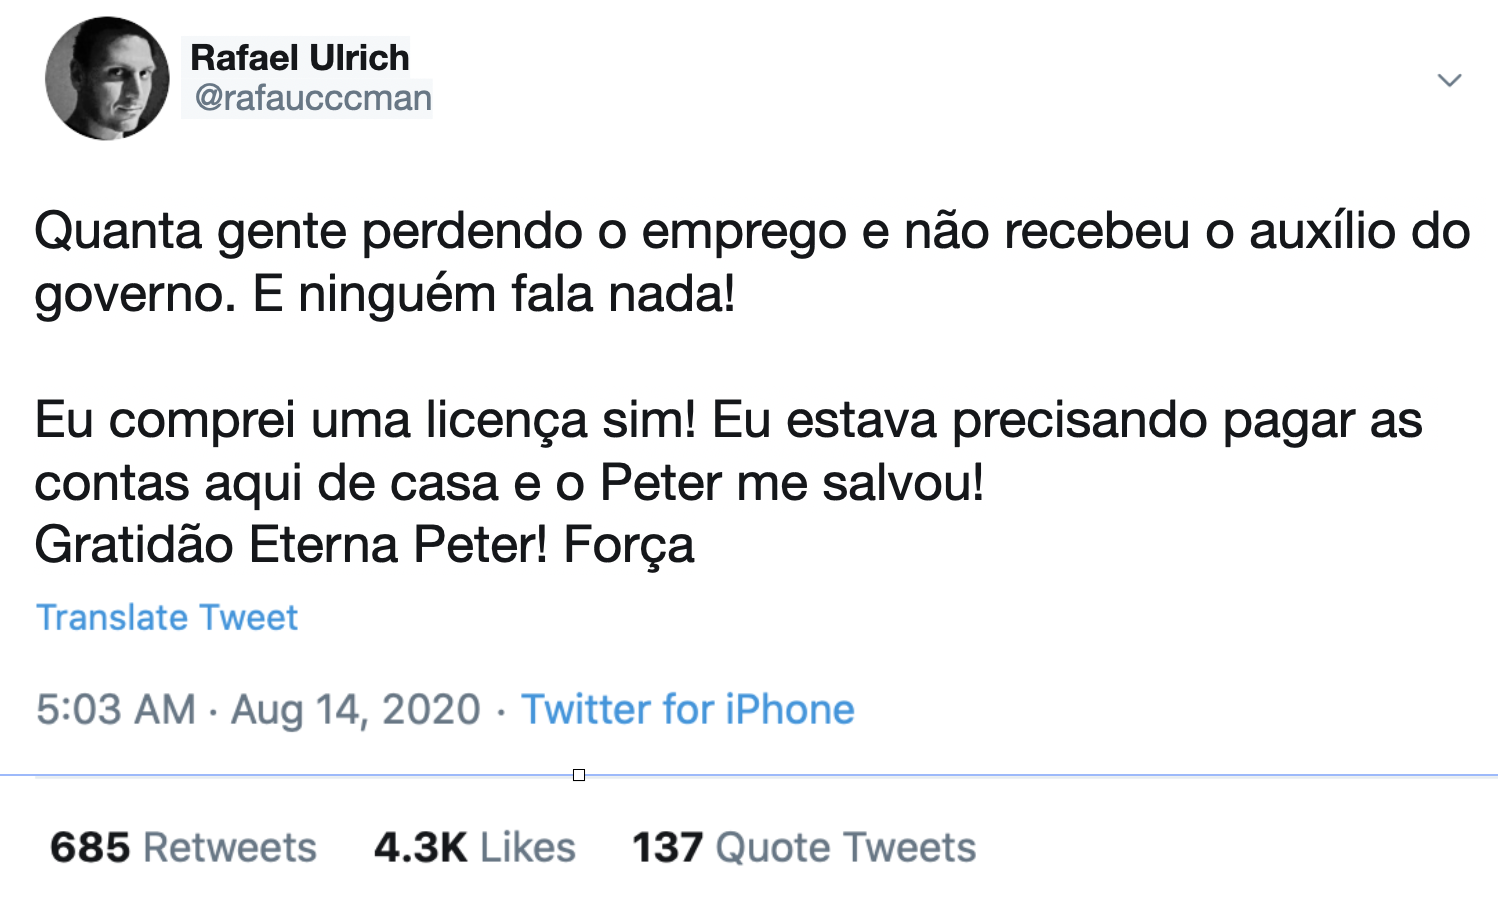 Rafael Ulrich
@rafaucccman
Quanta gente perdendo o emprego e não recebeu o auxílio do
governo. E ninguém fala nada!
Eu comprei uma licença sim! Eu estava precisando pagar as
contas aqui de casa e o Peter me salvou!
Gratidão Eterna Peter! Força
Translate Tweet
5:03 AM · Aug 14, 2020 · Twitter for iPhone
685 Retweets 4.3K Likes 137 Quote Tweets